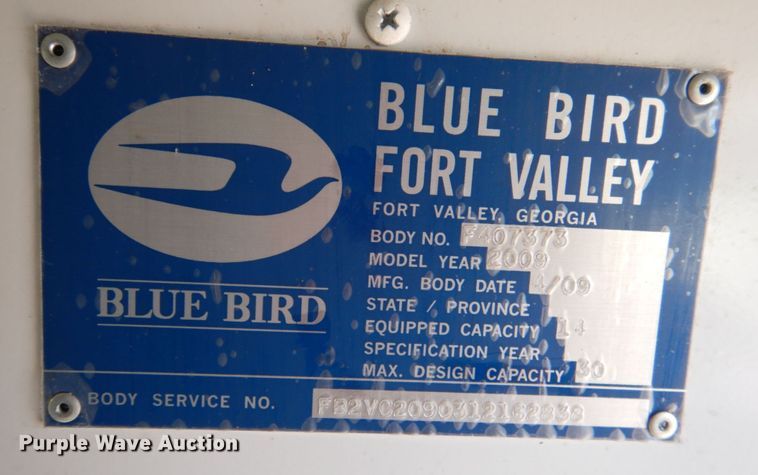 BLUE BIRD
FORT VALLEY
FORT VALLEY, GEORGIA
BODY NO. F407373
MODEL YEAR 2009
MFG. BODY DATE 4/09
STATE / PROVINCE
EQUIPPED CAPACITY 14
SPECIFICATION YEAR
MAX. DESIGN CAPACITY 30
BLUE BIRD
BODY SERVICE NO.
Purple Wave Auction